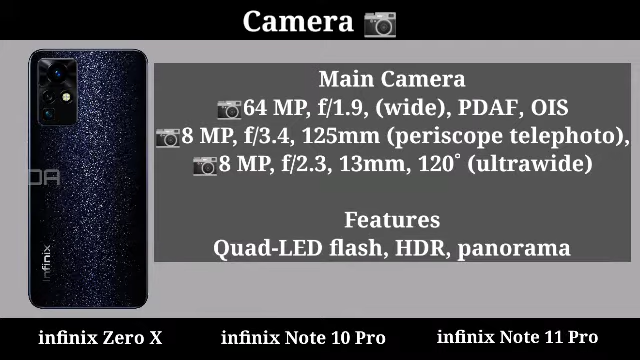 Camera 📷
Main Camera
📷64 MP, f/1.9, (wide), PDAF, OIS
📷8 MP, f/3.4, 125mm (periscope telephoto),
📷8 MP, f/2.3, 13mm, 120˚ (ultrawide)
Features
Quad-LED flash, HDR, panorama
DA
Infinix
infinix Zero X
infinix Note 10 Pro
infinix Note 11 Pro